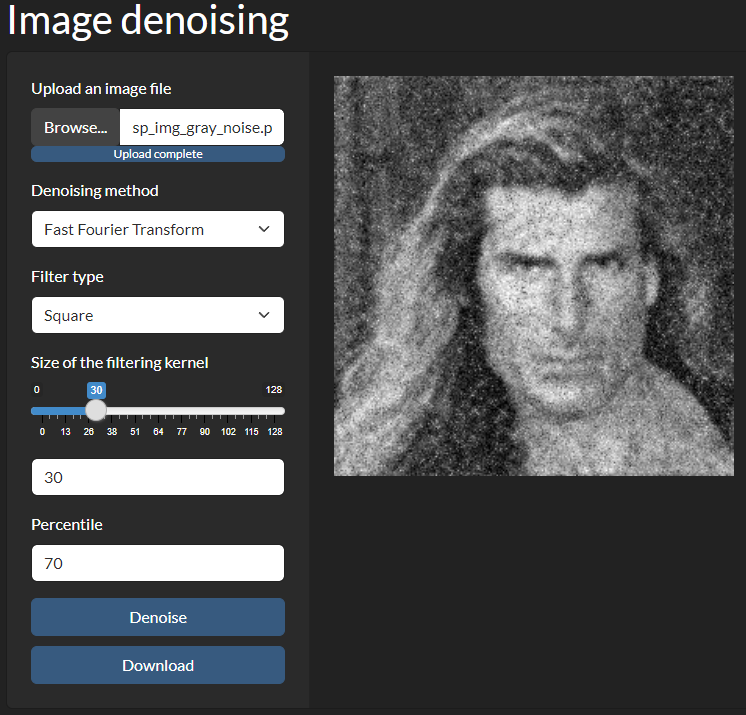 Image denoising
Upload an image file
Browse... sp_img_gray_noise.p
Upload complete
Denoising method
Fast Fourier Transform
Filter type
Square
Size of the filtering kernel
0 30 128
0 13 26 38 51 64 77 90 102 115 128
30
Percentile
70
Denoise
Download